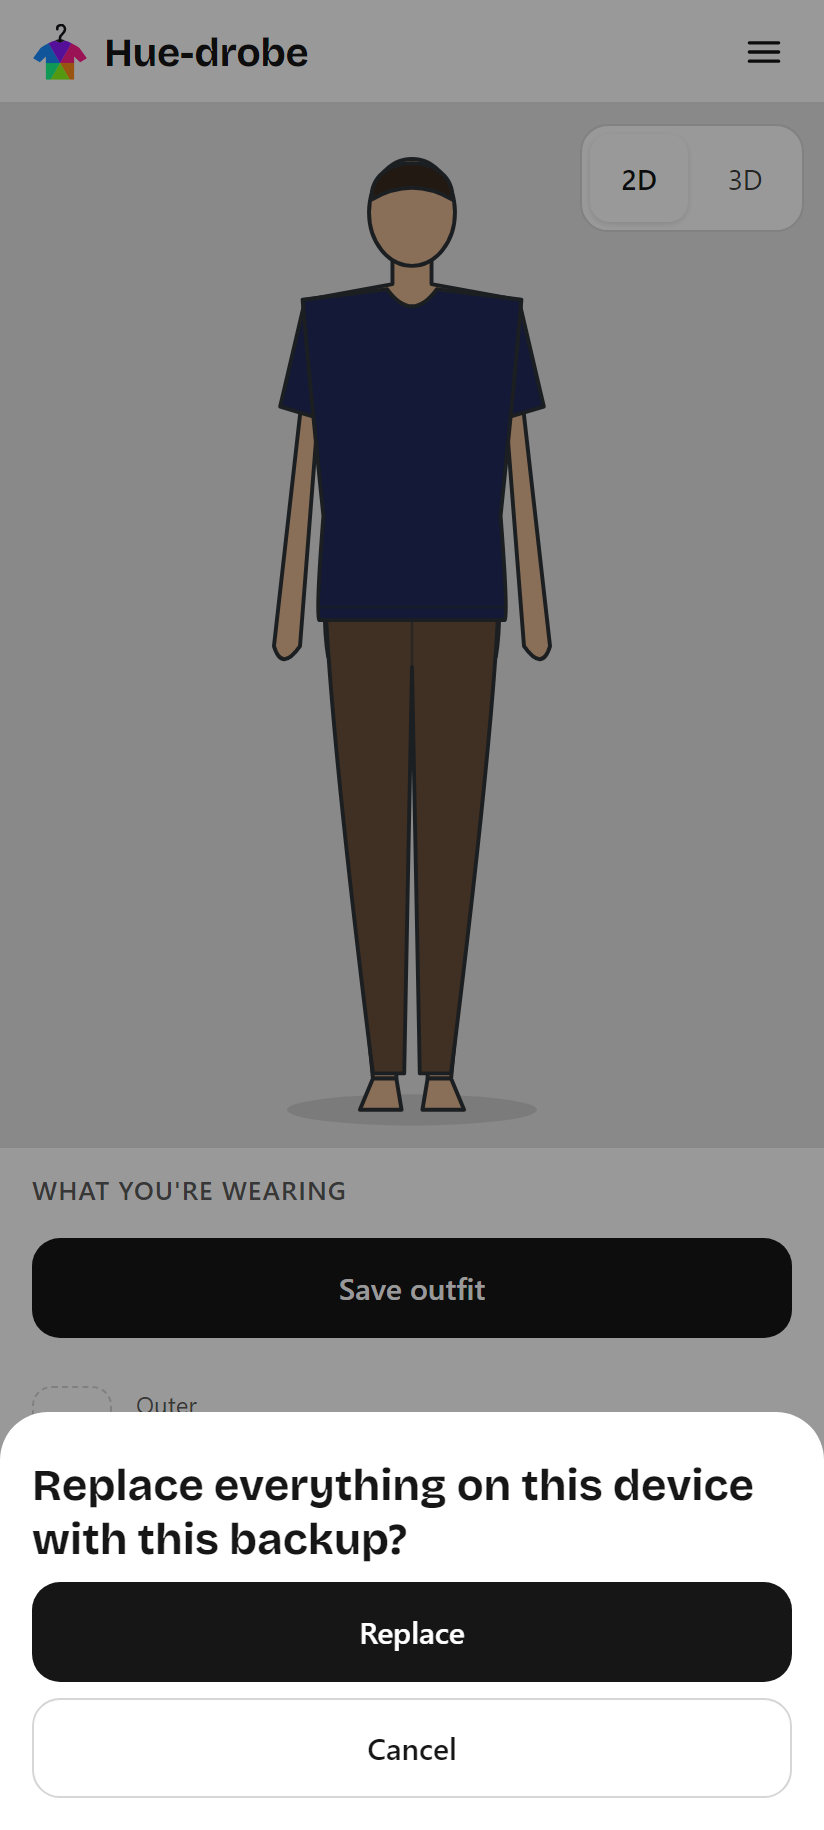 Hue-drobe
2D
3D
WHAT YOU'RE WEARING
Save outfit
Outer
Replace everything on this device
with this backup?
Replace
Cancel